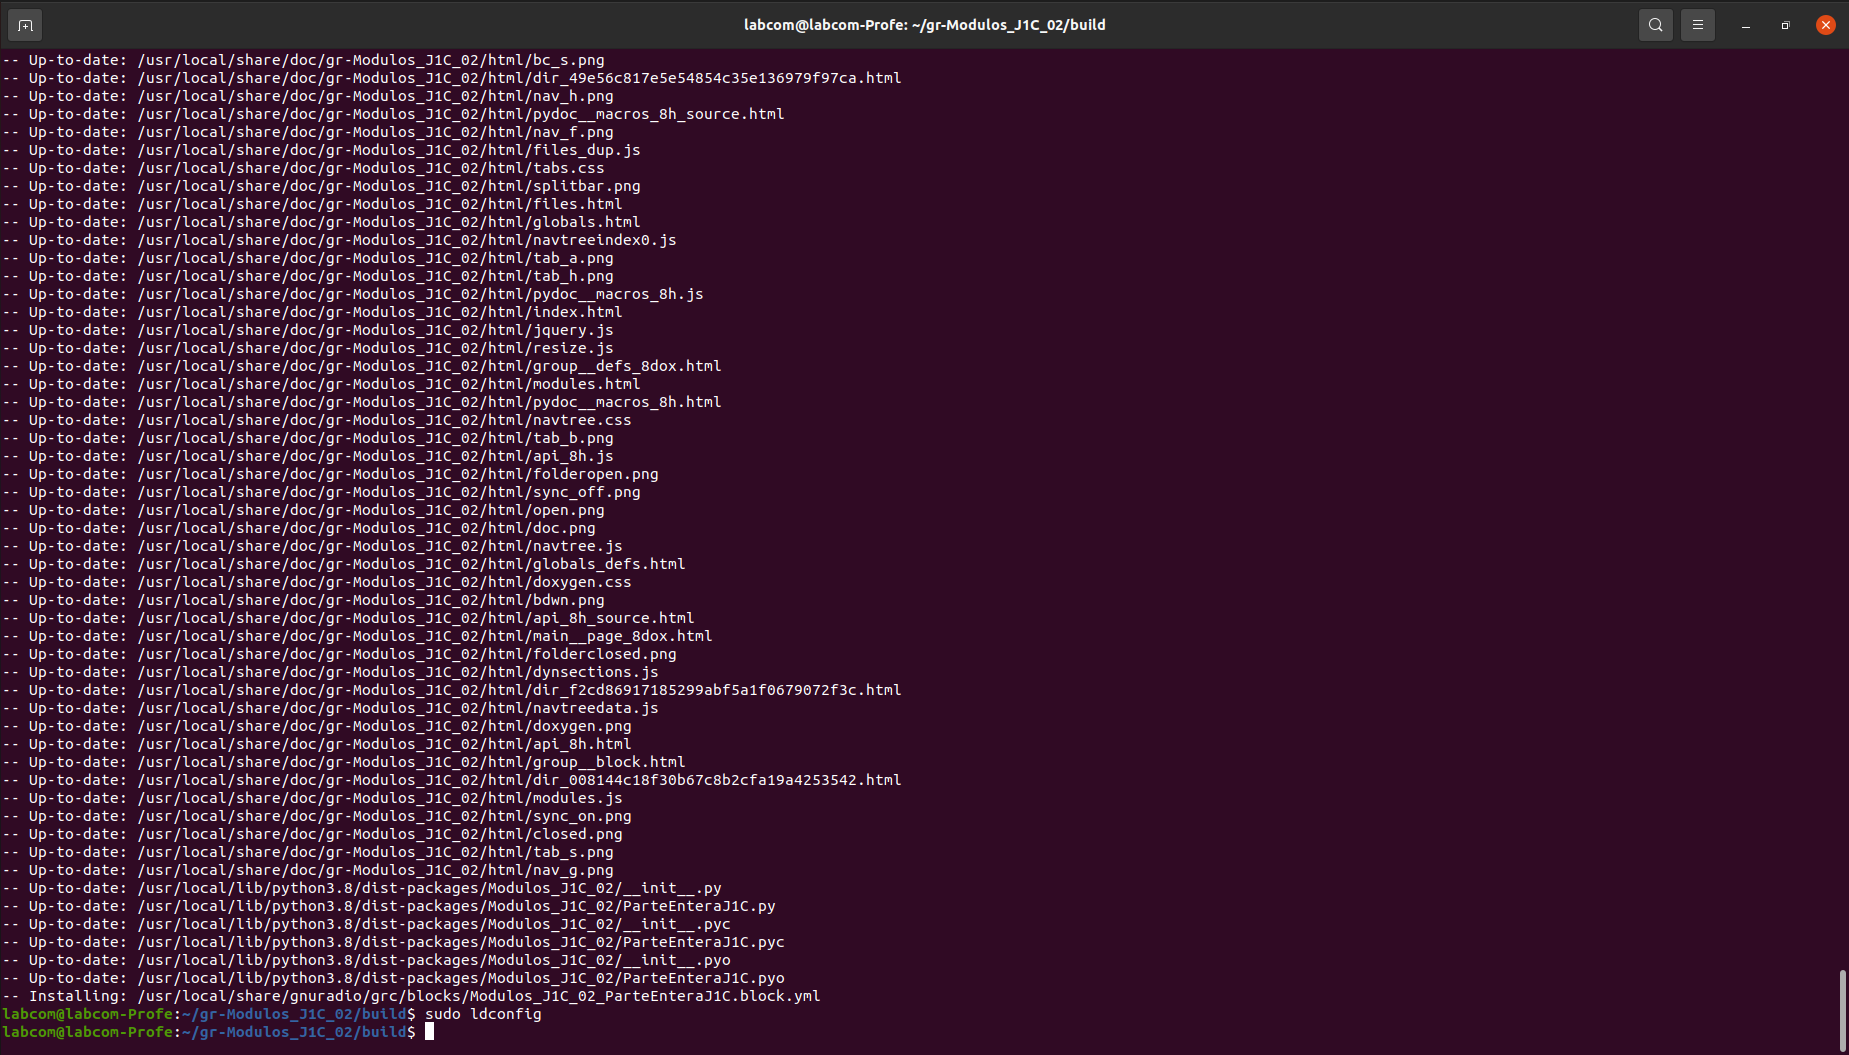 labcom@labcom-Profe: ~/gr-Modulos_J1C_02/build
-- Up-to-date: /usr/local/share/doc/gr-Modulos_J1C_02/html/bc_s.png
-- Up-to-date: /usr/local/share/doc/gr-Modulos_J1C_02/html/dir_49e56c817e5e54854c35e136979f97ca.html
-- Up-to-date: /usr/local/share/doc/gr-Modulos_J1C_02/html/nav_h.png
-- Up-to-date: /usr/local/share/doc/gr-Modulos_J1C_02/html/pydoc__macros_8h_source.html
-- Up-to-date: /usr/local/share/doc/gr-Modulos_J1C_02/html/nav_f.png
-- Up-to-date: /usr/local/share/doc/gr-Modulos_J1C_02/html/files_dup.js
-- Up-to-date: /usr/local/share/doc/gr-Modulos_J1C_02/html/tabs.css
-- Up-to-date: /usr/local/share/doc/gr-Modulos_J1C_02/html/splitbar.png
-- Up-to-date: /usr/local/share/doc/gr-Modulos_J1C_02/html/files.html
-- Up-to-date: /usr/local/share/doc/gr-Modulos_J1C_02/html/globals.html
-- Up-to-date: /usr/local/share/doc/gr-Modulos_J1C_02/html/navtreeindex0.js
-- Up-to-date: /usr/local/share/doc/gr-Modulos_J1C_02/html/tab_a.png
-- Up-to-date: /usr/local/share/doc/gr-Modulos_J1C_02/html/tab_h.png
-- Up-to-date: /usr/local/share/doc/gr-Modulos_J1C_02/html/pydoc__macros_8h.js
-- Up-to-date: /usr/local/share/doc/gr-Modulos_J1C_02/html/index.html
-- Up-to-date: /usr/local/share/doc/gr-Modulos_J1C_02/html/jquery.js
-- Up-to-date: /usr/local/share/doc/gr-Modulos_J1C_02/html/resize.js
-- Up-to-date: /usr/local/share/doc/gr-Modulos_J1C_02/html/group__defs_8dox.html
-- Up-to-date: /usr/local/share/doc/gr-Modulos_J1C_02/html/modules.html
-- Up-to-date: /usr/local/share/doc/gr-Modulos_J1C_02/html/pydoc__macros_8h.html
-- Up-to-date: /usr/local/share/doc/gr-Modulos_J1C_02/html/navtree.css
-- Up-to-date: /usr/local/share/doc/gr-Modulos_J1C_02/html/tab_b.png
-- Up-to-date: /usr/local/share/doc/gr-Modulos_J1C_02/html/api_8h.js
-- Up-to-date: /usr/local/share/doc/gr-Modulos_J1C_02/html/folderopen.png
-- Up-to-date: /usr/local/share/doc/gr-Modulos_J1C_02/html/sync_off.png
-- Up-to-date: /usr/local/share/doc/gr-Modulos_J1C_02/html/open.png
-- Up-to-date: /usr/local/share/doc/gr-Modulos_J1C_02/html/doc.png
-- Up-to-date: /usr/local/share/doc/gr-Modulos_J1C_02/html/navtree.js
-- Up-to-date: /usr/local/share/doc/gr-Modulos_J1C_02/html/globals_defs.html
-- Up-to-date: /usr/local/share/doc/gr-Modulos_J1C_02/html/doxygen.css
-- Up-to-date: /usr/local/share/doc/gr-Modulos_J1C_02/html/bdwn.png
-- Up-to-date: /usr/local/share/doc/gr-Modulos_J1C_02/html/api_8h_source.html
-- Up-to-date: /usr/local/share/doc/gr-Modulos_J1C_02/html/main__page_8dox.html
-- Up-to-date: /usr/local/share/doc/gr-Modulos_J1C_02/html/folderclosed.png
-- Up-to-date: /usr/local/share/doc/gr-Modulos_J1C_02/html/dynsections.js
-- Up-to-date: /usr/local/share/doc/gr-Modulos_J1C_02/html/dir_f2cd86917185299abf5a1f0679072f3c.html
-- Up-to-date: /usr/local/share/doc/gr-Modulos_J1C_02/html/navtreedata.js
-- Up-to-date: /usr/local/share/doc/gr-Modulos_J1C_02/html/doxygen.png
-- Up-to-date: /usr/local/share/doc/gr-Modulos_J1C_02/html/api_8h.html
-- Up-to-date: /usr/local/share/doc/gr-Modulos_J1C_02/html/group__block.html
-- Up-to-date: /usr/local/share/doc/gr-Modulos_J1C_02/html/dir_008144c18f30b67c8b2cfa19a4253542.html
-- Up-to-date: /usr/local/share/doc/gr-Modulos_J1C_02/html/modules.js
-- Up-to-date: /usr/local/share/doc/gr-Modulos_J1C_02/html/sync_on.png
-- Up-to-date: /usr/local/share/doc/gr-Modulos_J1C_02/html/closed.png
-- Up-to-date: /usr/local/share/doc/gr-Modulos_J1C_02/html/tab_s.png
-- Up-to-date: /usr/local/share/doc/gr-Modulos_J1C_02/html/nav_g.png
-- Up-to-date: /usr/local/lib/python3.8/dist-packages/Modulos_J1C_02/__init__.py
-- Up-to-date: /usr/local/lib/python3.8/dist-packages/Modulos_J1C_02/ParteEnteraJ1C.py
-- Up-to-date: /usr/local/lib/python3.8/dist-packages/Modulos_J1C_02/__init__.pyc
-- Up-to-date: /usr/local/lib/python3.8/dist-packages/Modulos_J1C_02/ParteEnteraJ1C.pyc
-- Up-to-date: /usr/local/lib/python3.8/dist-packages/Modulos_J1C_02/__init__.pyo
-- Up-to-date: /usr/local/lib/python3.8/dist-packages/Modulos_J1C_02/ParteEnteraJ1C.pyo
-- Installing: /usr/local/share/gnuradio/grc/blocks/Modulos_J1C_02_ParteEnteraJ1C.block.yml
labcom@labcom-Profe:~/gr-Modulos_J1C_02/build$ sudo ldconfig
labcom@labcom-Profe:~/gr-Modulos_J1C_02/build$